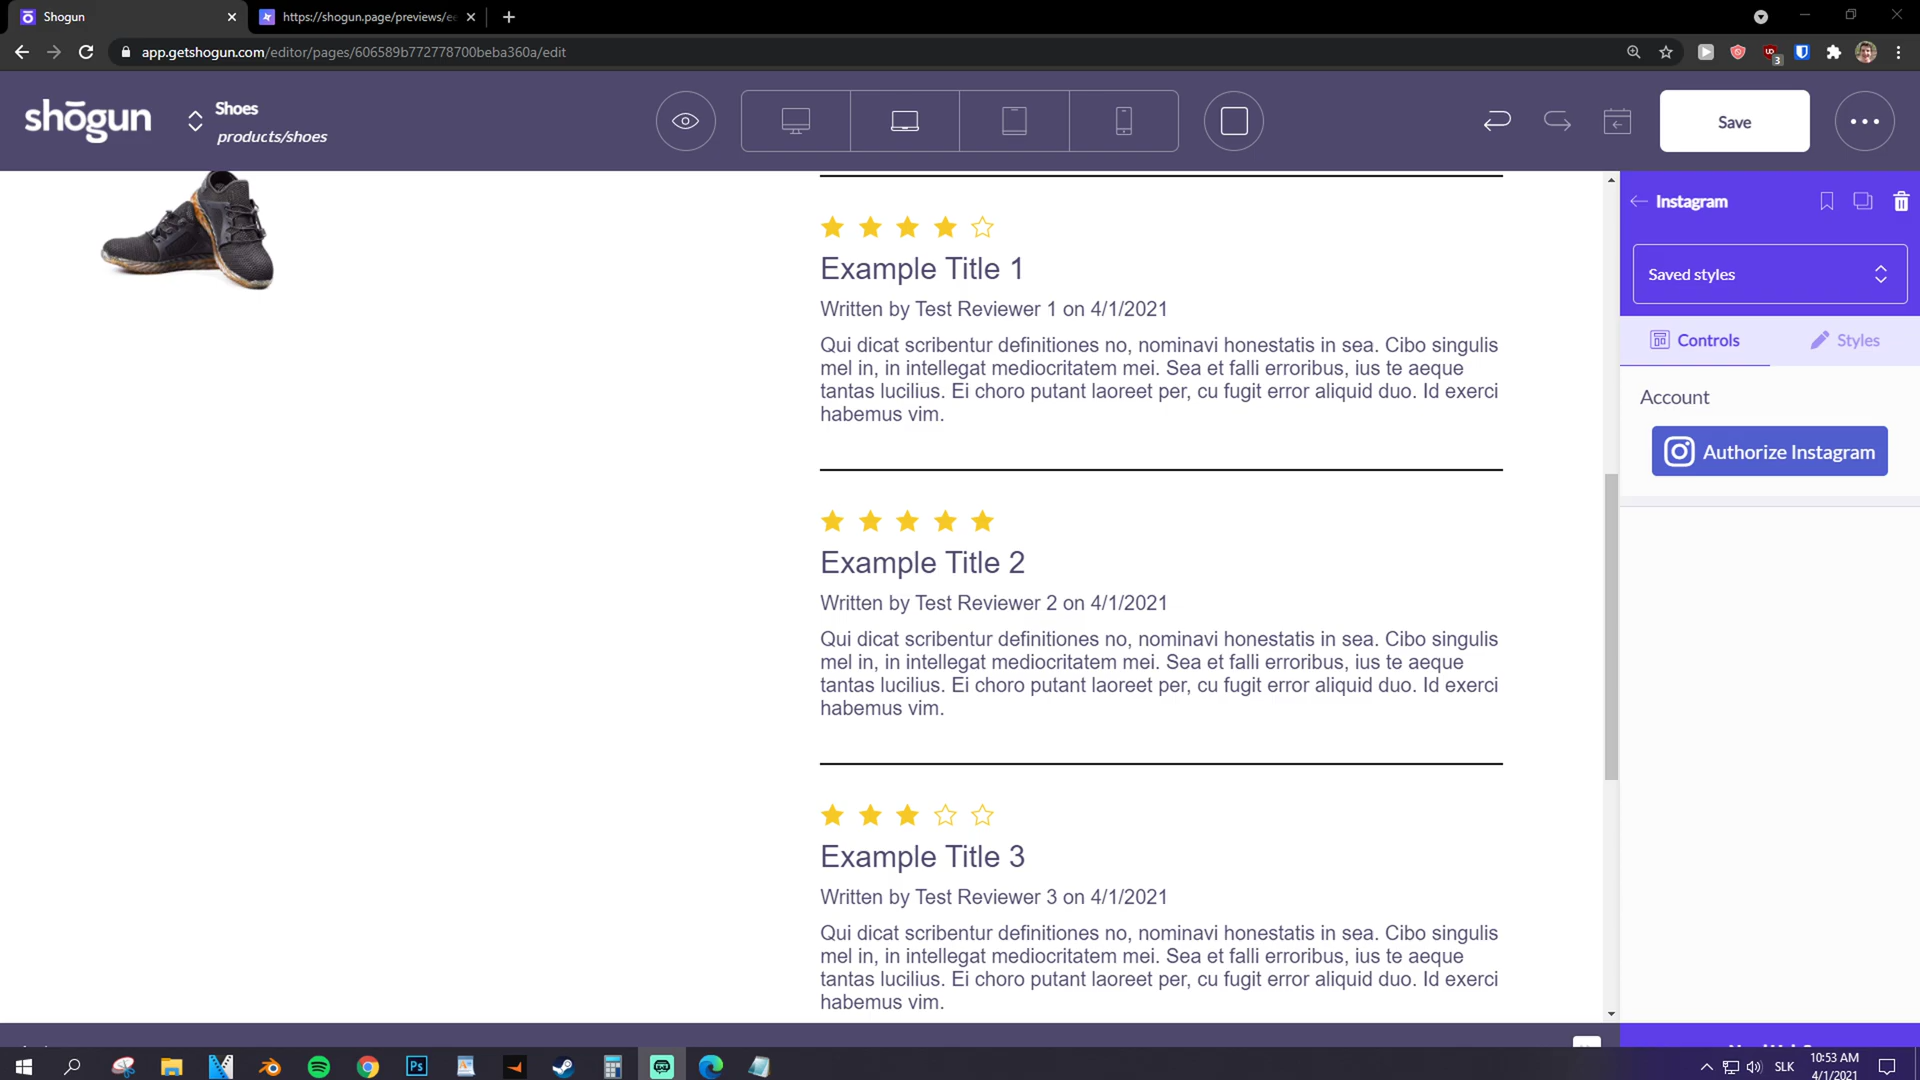 Shogun
https://shogun.page/previews/e
app.getshogun.com/editor/pages/606589b772778700beba360a/edit
3
shōgun
Shoes
products/shoes
Save
Instagram
Saved styles
Controls
Styles
Account
Authorize Instagram
Example Title 1
Written by Test Reviewer 1 on 4/1/2021
Qui dicat scribentur definitiones no, nominavi honestatis in sea. Cibo singulis
mel in, in intellegat mediocritatem mei. Sea et falli erroribus, ius te aeque
tantas lucilius. Ei choro putant laoreet per, cu fugit error aliquid duo. Id exerci
habemus vim.
Example Title 2
Written by Test Reviewer 2 on 4/1/2021
Qui dicat scribentur definitiones no, nominavi honestatis in sea. Cibo singulis
mel in, in intellegat mediocritatem mei. Sea et falli erroribus, ius te aeque
tantas lucilius. Ei choro putant laoreet per, cu fugit error aliquid duo. Id exerci
habemus vim.
Example Title 3
Written by Test Reviewer 3 on 4/1/2021
Qui dicat scribentur definitiones no, nominavi honestatis in sea. Cibo singulis
mel in, in intellegat mediocritatem mei. Sea et falli erroribus, ius te aeque
tantas lucilius. Ei choro putant laoreet per, cu fugit error aliquid duo. Id exerci
habemus vim.
Ps
SLK
10:53 AM
4/1/2021